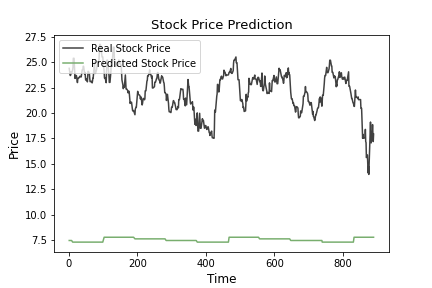 Stock Price Prediction
27.5
25.0
22.5
20.0
17.5
15.0
12.5
10.0
7.5
Price
Real Stock Price
Predicted Stock Price
0 200 400 600 800
Time